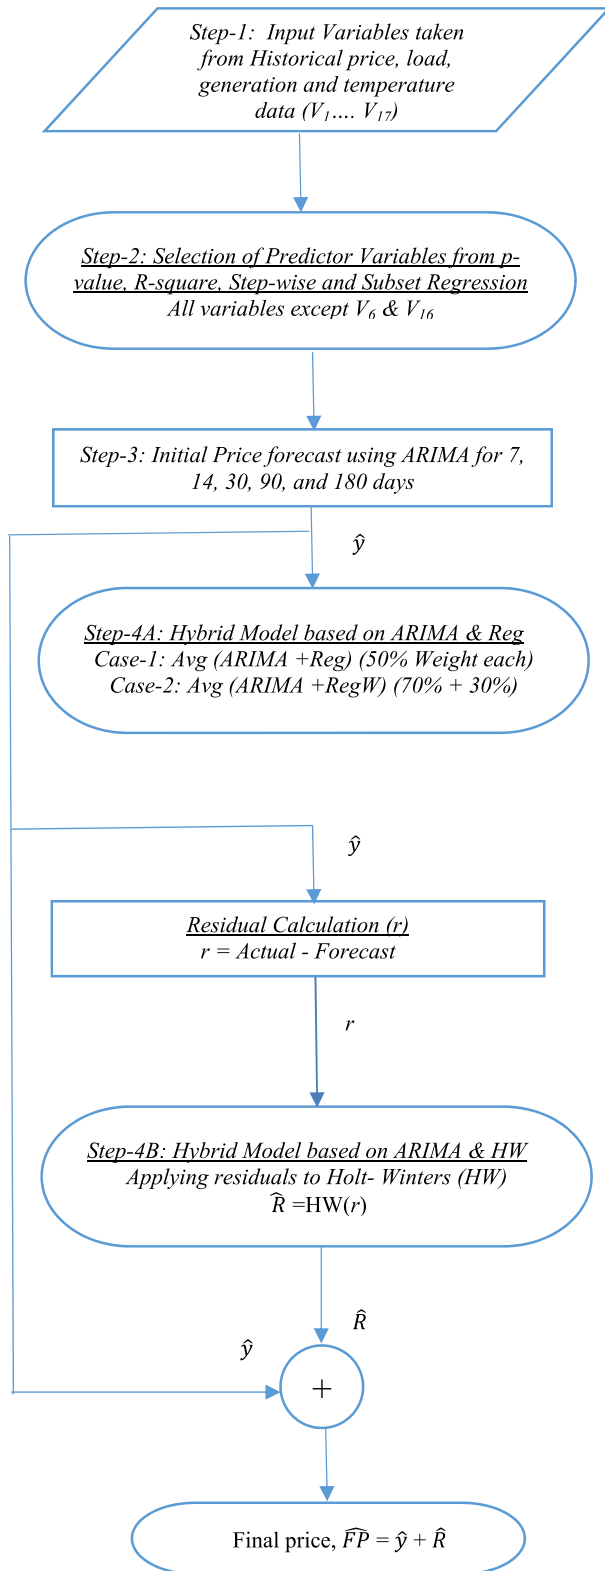 Step-1: Input Variables taken
from Historical price, load,
generation and temperature
data (V₁.... V₁₇)
Step-2: Selection of Predictor Variables from p-
value, R-square, Step-wise and Subset Regression
All variables except V₆ & V₁₆
Step-3: Initial Price forecast using ARIMA for 7,
14, 30, 90, and 180 days
ŷ
Step-4A: Hybrid Model based on ARIMA & Reg
Case-1: Avg (ARIMA +Reg) (50% Weight each)
Case-2: Avg (ARIMA +RegW) (70% + 30%)
ŷ
Residual Calculation (r)
r = Actual - Forecast
r
Step-4B: Hybrid Model based on ARIMA & HW
Applying residuals to Holt- Winters (HW)
R̂ =HW(r)
R̂
ŷ
+
Final price, F͡P = ŷ + R̂